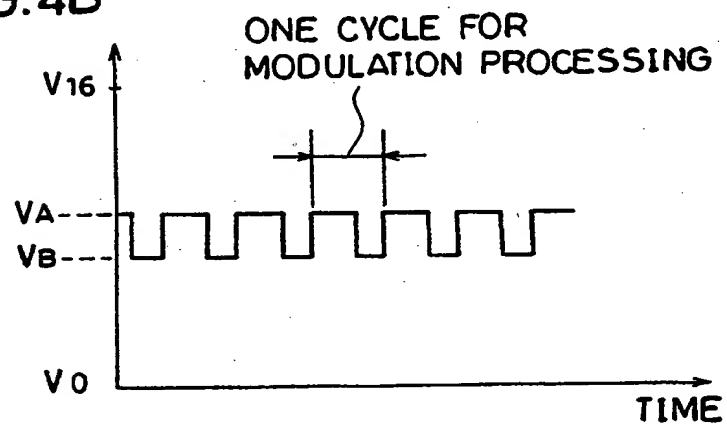 ONE CYCLE FOR
MODULATION PROCESSING
V16
VA
VB
V0
TIME